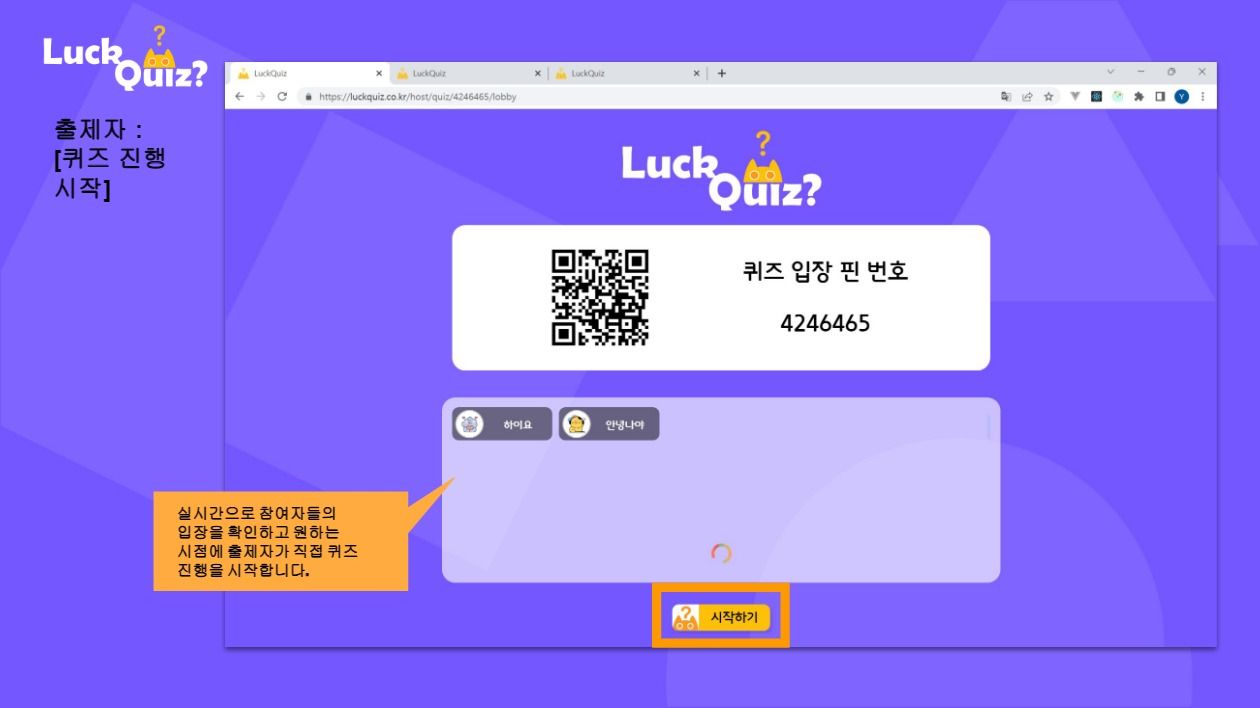 Luck
Quiz?
출제자 :
[퀴즈 진행
시작]
LuckQuiz
LuckQuiz
LuckQuiz
https://luckquiz.co.kr/host/quiz/4246465/lobby
Y
Luck
Quiz?
퀴즈 입장 핀 번호
4246465
하이요
안녕나야
실시간으로 참여자들의
입장을 확인하고 원하는
시점에 출제자가 직접 퀴즈
진행을 시작합니다.
시작하기